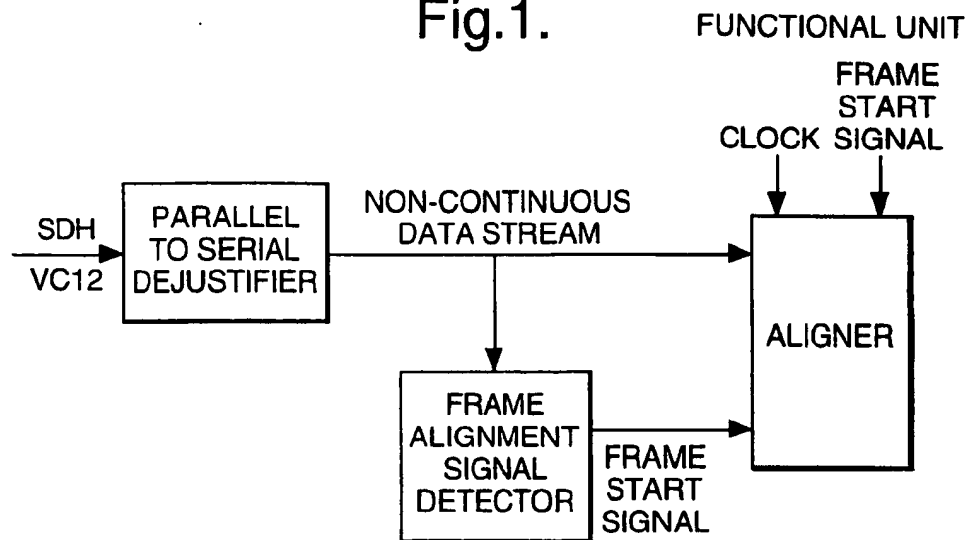 Fig.1.
FUNCTIONAL UNIT
FRAME
START
CLOCK SIGNAL
SDH
VC12
PARALLEL
TO SERIAL
DEJUSTIFIER
NON-CONTINUOUS
DATA STREAM
ALIGNER
FRAME
ALIGNMENT
SIGNAL
DETECTOR
FRAME
START
SIGNAL